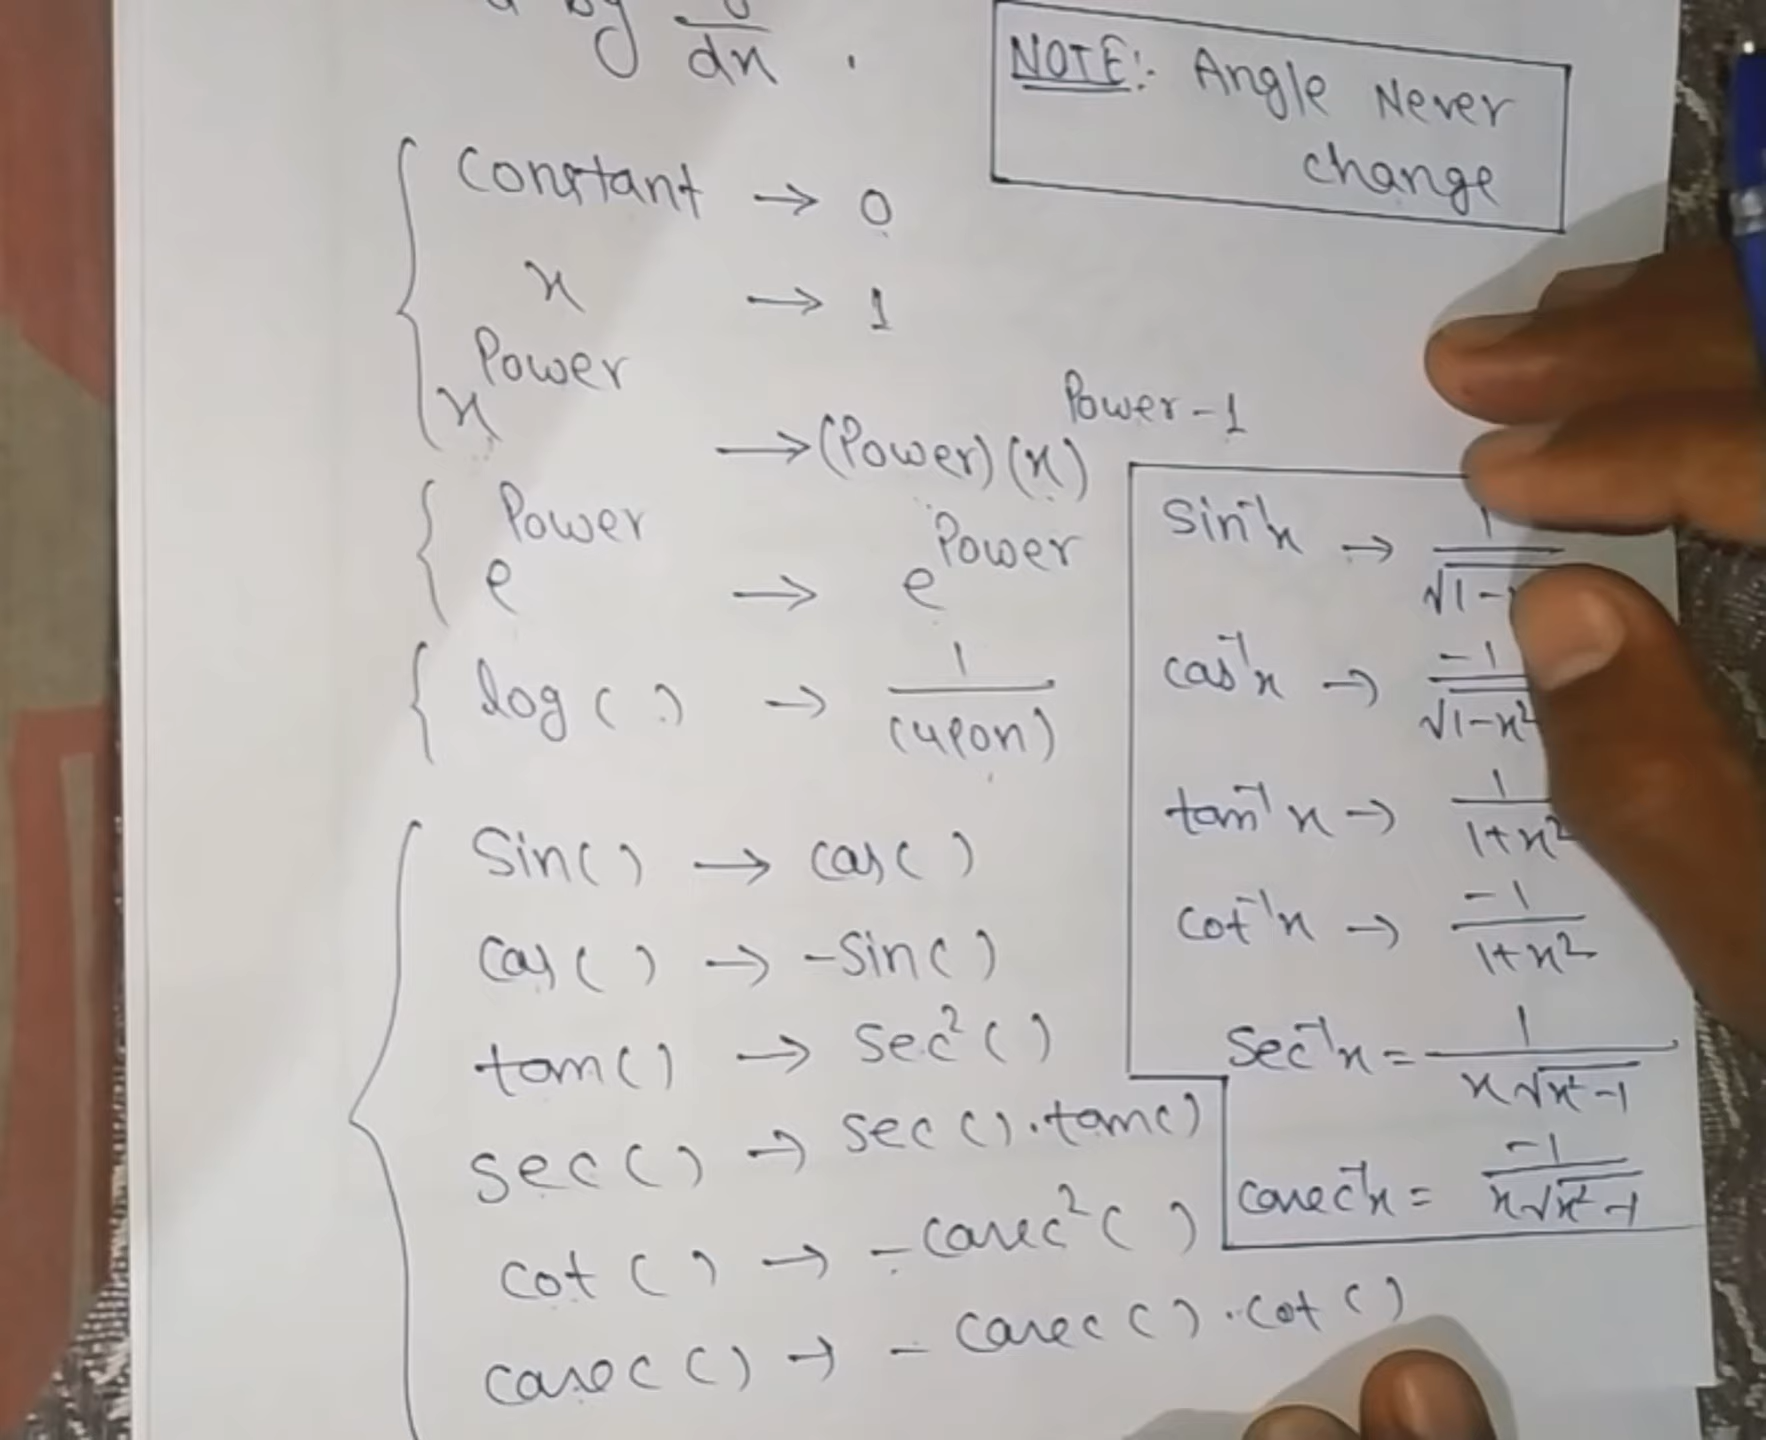 by
dx .
NOTE:- Angle Never
change
Constant → 0
x → 1
x^Power → (Power) (x)^Power-1
e^Power → e^Power
log ( ) → 1/(upon)
Sin( ) → cos( )
Cos( ) → -Sin( )
tan( ) → Sec²( )
sec( ) → sec( ).tan( )
cot( ) → -cosec²( )
cosec( ) → - cosec( ).cot( )
Sin⁻¹x → 1/√1-
cos⁻¹x → -1/√1-x²
tan⁻¹x → 1/1+x²
cot⁻¹x → -1/1+x²
Sec⁻¹x = 1/x√x²-1
cosec⁻¹x = -1/x√x²-1